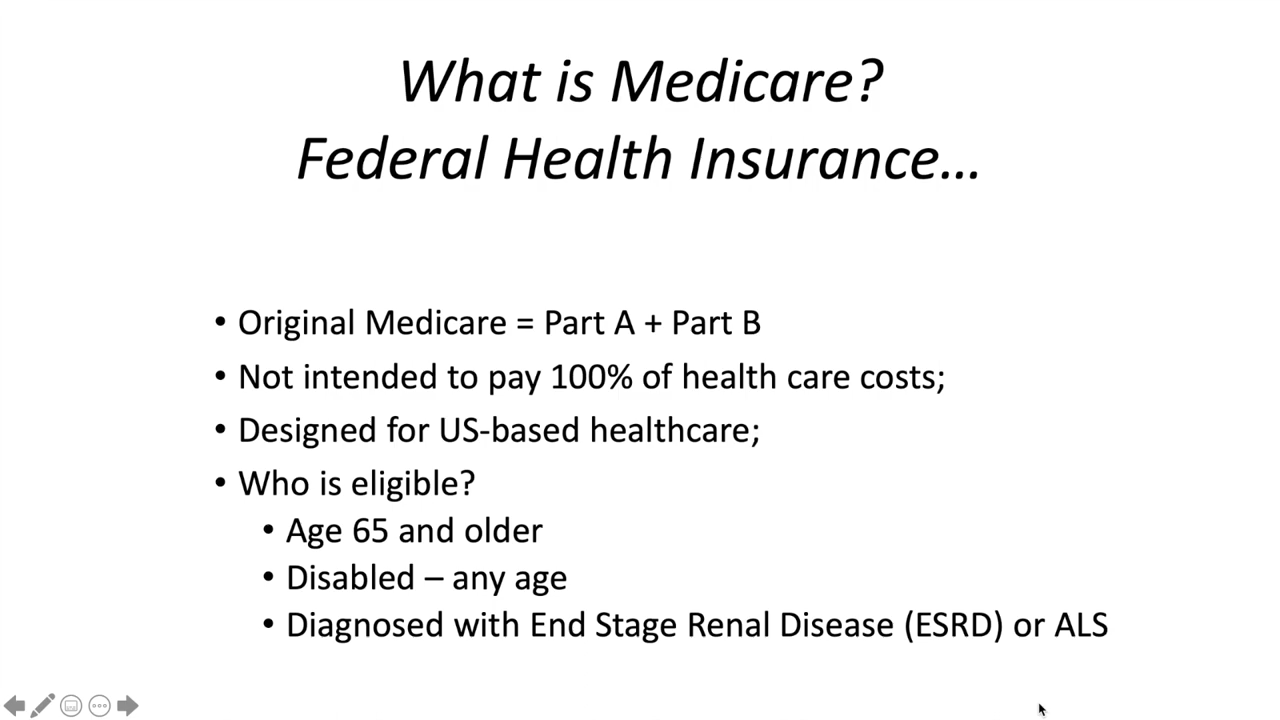 What is Medicare?
Federal Health Insurance...
• Original Medicare = Part A + Part B
• Not intended to pay 100% of health care costs;
• Designed for US-based healthcare;
• Who is eligible?
• Age 65 and older
• Disabled – any age
• Diagnosed with End Stage Renal Disease (ESRD) or ALS